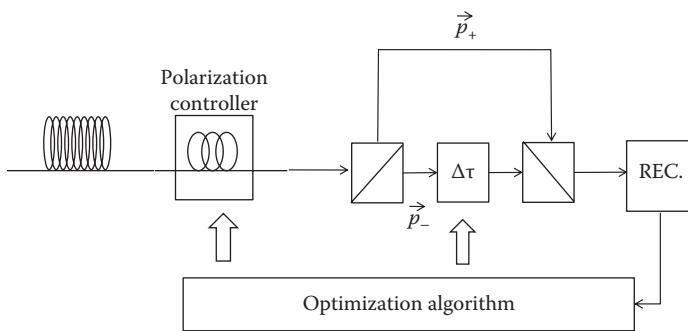 p⃗₊
Polarization
controller
Δτ
REC.
p⃗₋
Optimization algorithm